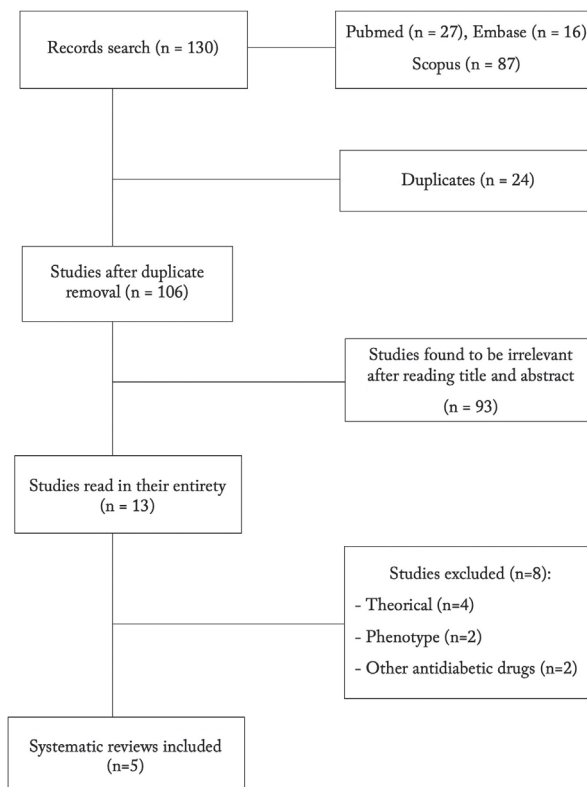 Records search (n = 130)
Pubmed (n = 27), Embase (n = 16)
Scopus (n = 87)
Duplicates (n = 24)
Studies after duplicate
removal (n = 106)
Studies found to be irrelevant
after reading title and abstract
(n = 93)
Studies read in their entirety
(n = 13)
Studies excluded (n=8):
- Theorical (n=4)
- Phenotype (n=2)
- Other antidiabetic drugs (n=2)
Systematic reviews included
(n=5)